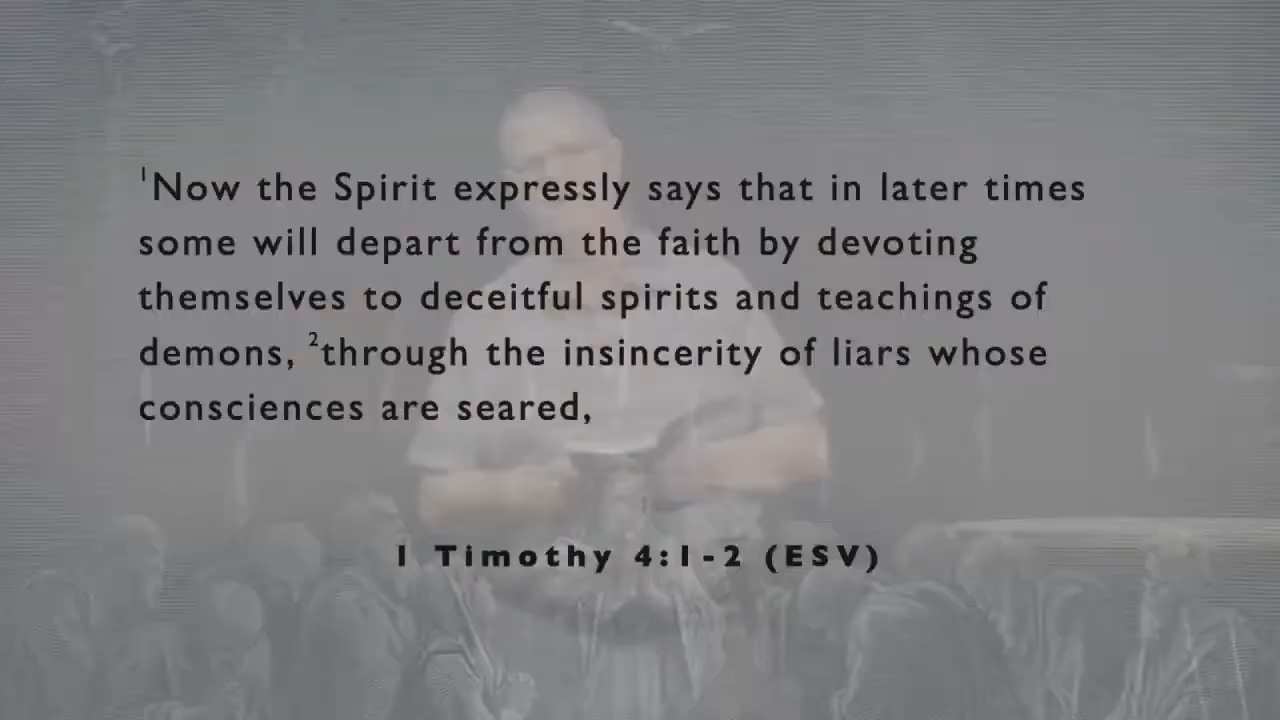 ¹Now the Spirit expressly says that in later times
some will depart from the faith by devoting
themselves to deceitful spirits and teachings of
demons, ²through the insincerity of liars whose
consciences are seared,
1 Timothy 4:1-2 (ESV)